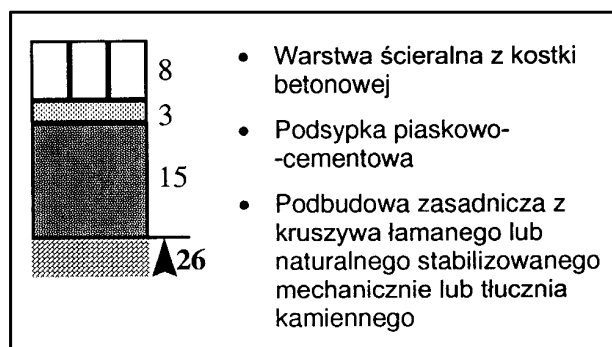 8
3
15
26
• Warstwa ścieralna z kostki
betonowej
• Podsypka piaskowo-
-cementowa
• Podbudowa zasadnicza z
kruszywa łamanego lub
naturalnego stabilizowanego
mechanicznie lub tłucznia
kamiennego